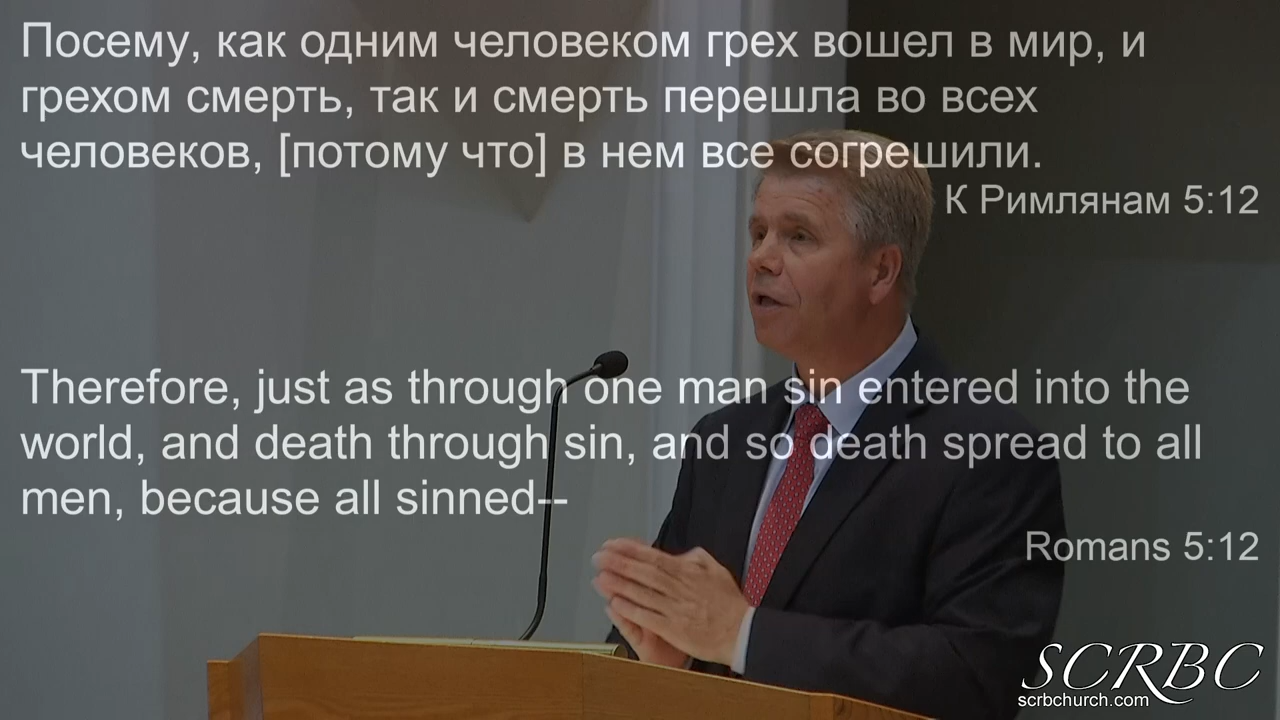 Посему, как одним человеком грех вошел в мир, и
грехом смерть, так и смерть перешла во всех
человеков, [потому что] в нем все согрешили.
К Римлянам 5:12
Therefore, just as through one man sin entered into the
world, and death through sin, and so death spread to all
men, because all sinned--
Romans 5:12
SCRBC
scrbchurch.com